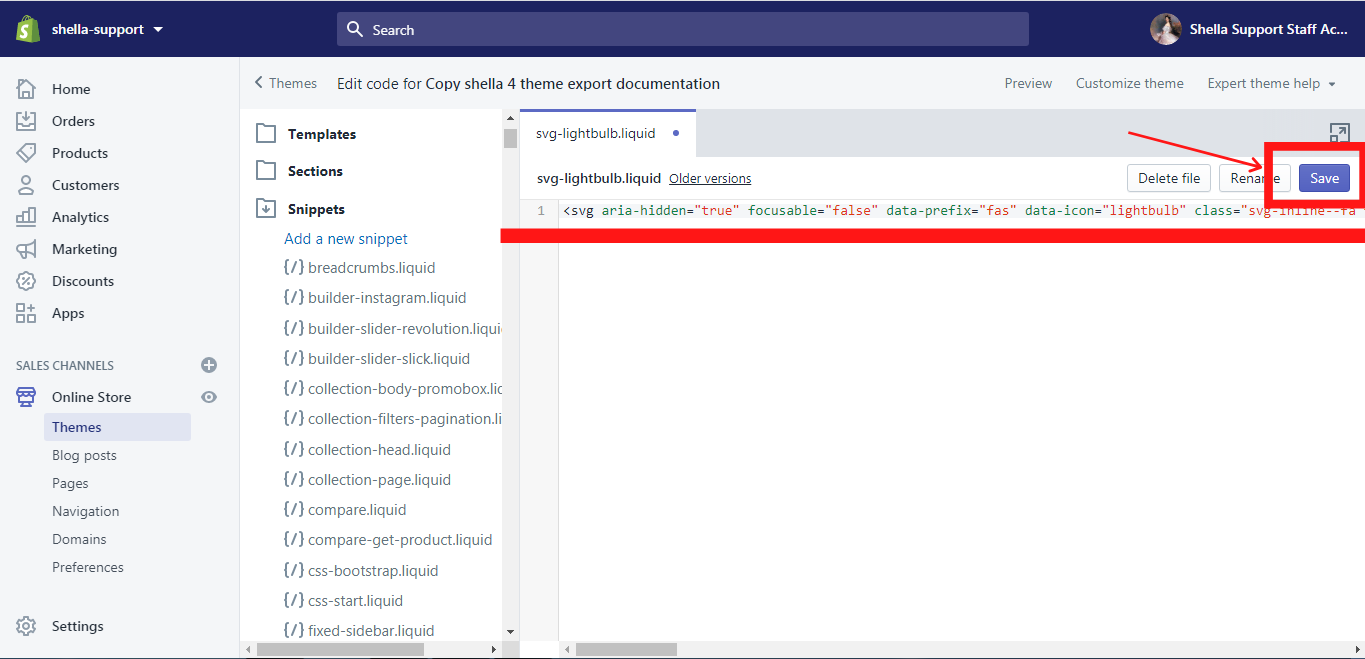 shella-support
Search
Shella Support Staff Ac...
Home
Orders
Products
Customers
Analytics
Marketing
Discounts
Apps
SALES CHANNELS
Online Store
Themes
Blog posts
Pages
Navigation
Domains
Preferences
Settings
Themes
Edit code for Copy shella 4 theme export documentation
Preview
Customize theme
Expert theme help
Templates
Sections
Snippets
Add a new snippet
{/} breadcrumbs.liquid
{/} builder-instagram.liquid
{/} builder-slider-revolution.liqui
{/} builder-slider-slick.liquid
{/} collection-body-promobox.lic
{/} collection-filters-pagination.li
{/} collection-head.liquid
{/} collection-page.liquid
{/} compare.liquid
{/} compare-get-product.liquid
{/} css-bootstrap.liquid
{/} css-start.liquid
{/} fixed-sidebar.liquid
svg-lightbulb.liquid
svg-lightbulb.liquid Older versions
Delete file
Rename
Save
1 <svg aria-hidden="true" focusable="false" data-prefix="fas" data-icon="lightbulb" class="svg-inline--fa